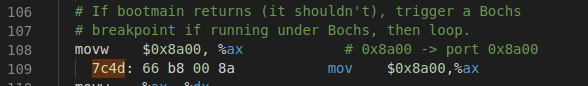 106 # If bootmain returns (it shouldn't), trigger a Bochs
107 # breakpoint if running under Bochs, then loop.
108 movw $0x8a00, %ax # 0x8a00 -> port 0x8a00
109 7c4d: 66 b8 00 8a mov $0x8a00,%ax